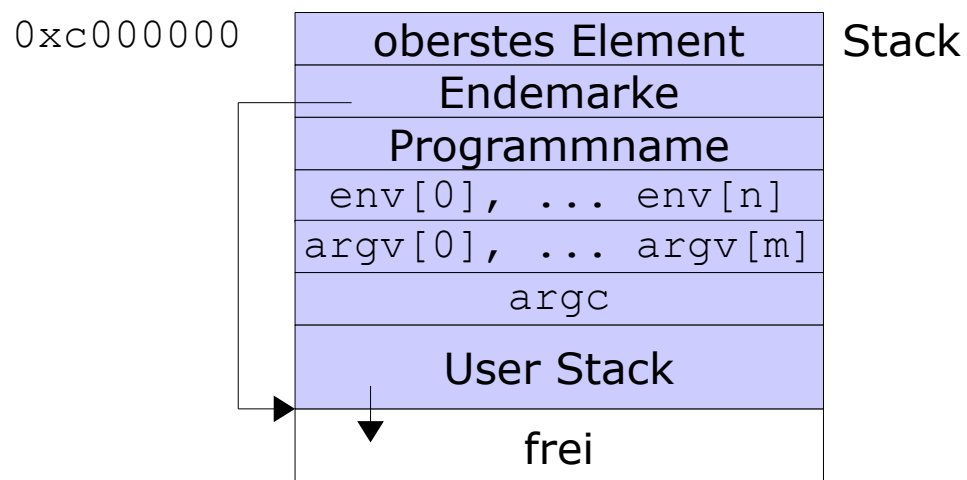 0xc000000
oberstes Element
Stack
Endemarke
Programmname
env[0], ... env[n]
argv[0], ... argv[m]
argc
User Stack
frei